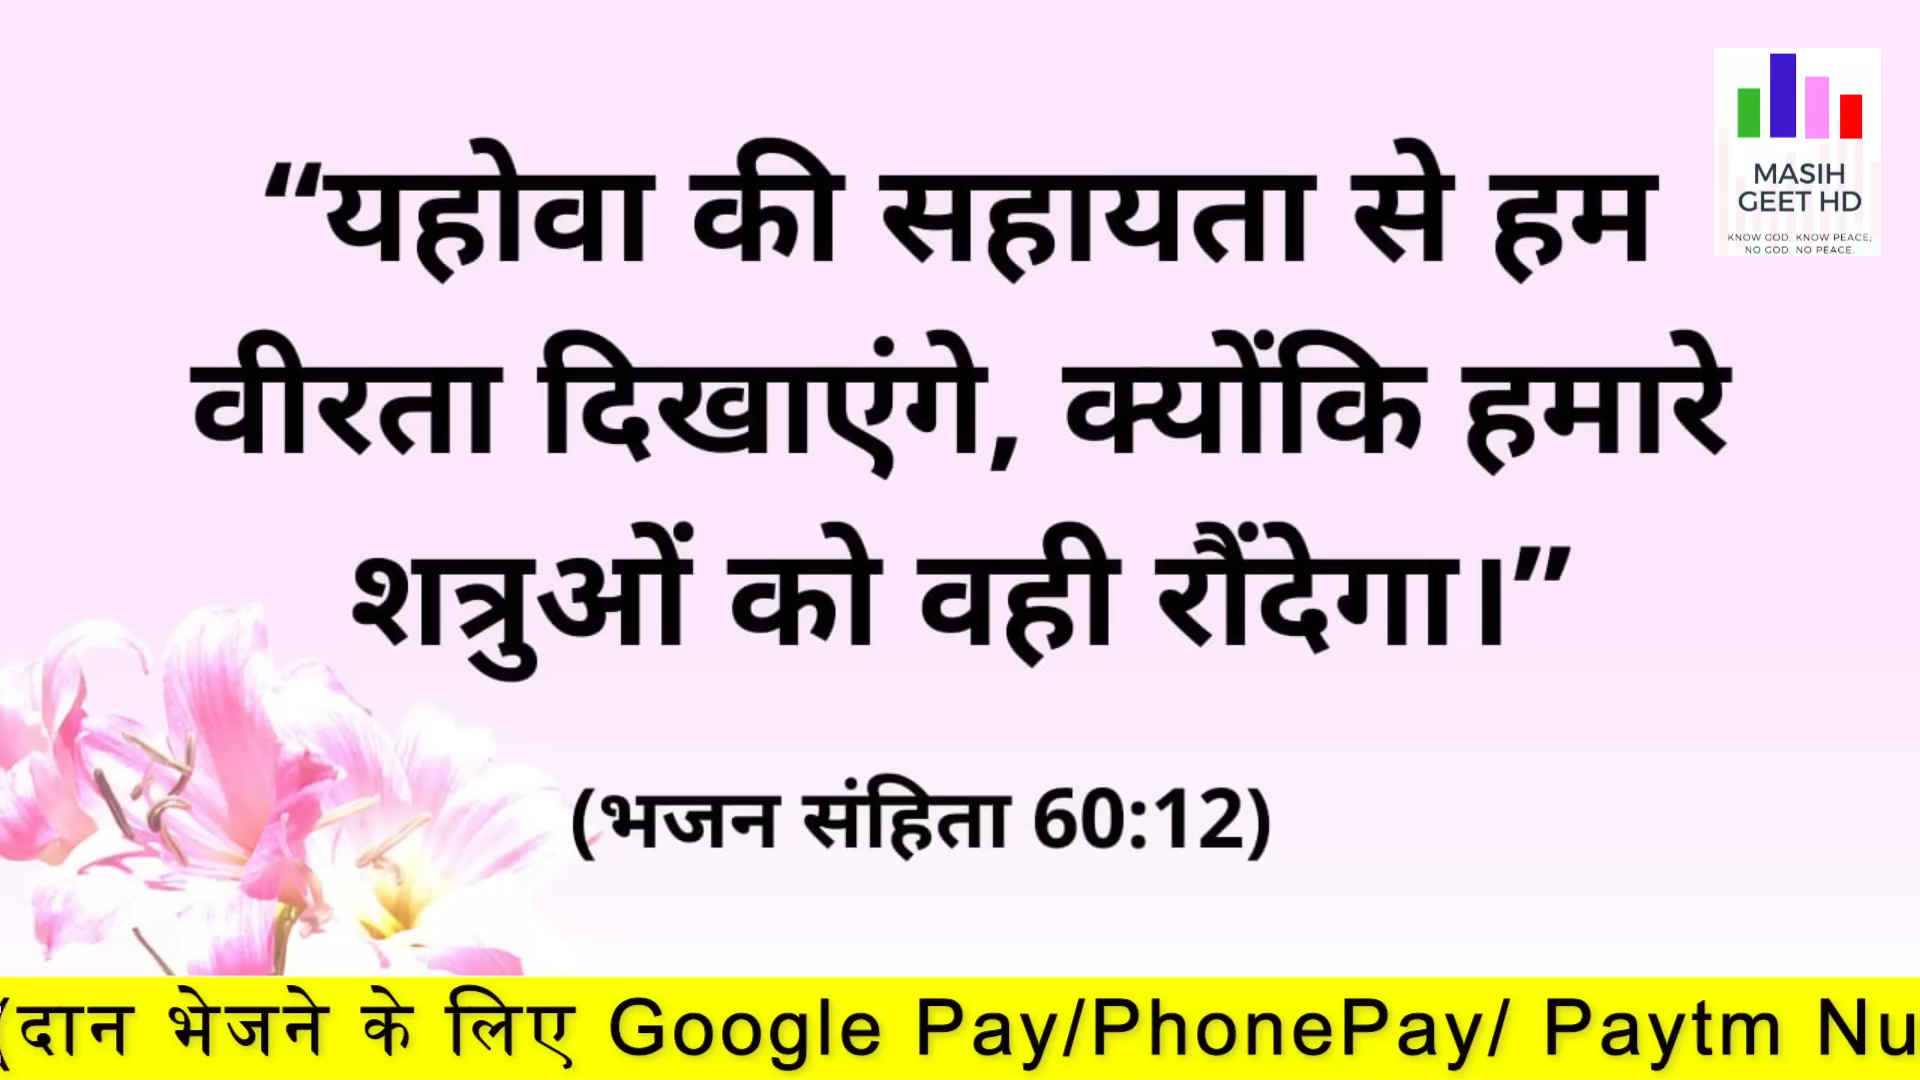 “यहोवा की सहायता से हम
वीरता दिखाएंगे, क्योंकि हमारे
शत्रुओं को वही रौंदेगा।”
(भजन संहिता 60:12)
MASIH
GEET HD
KNOW GOD. KNOW PEACE;
NO GOD. NO PEACE.
(दान भेजने के लिए Google Pay/PhonePay/ Paytm Nu